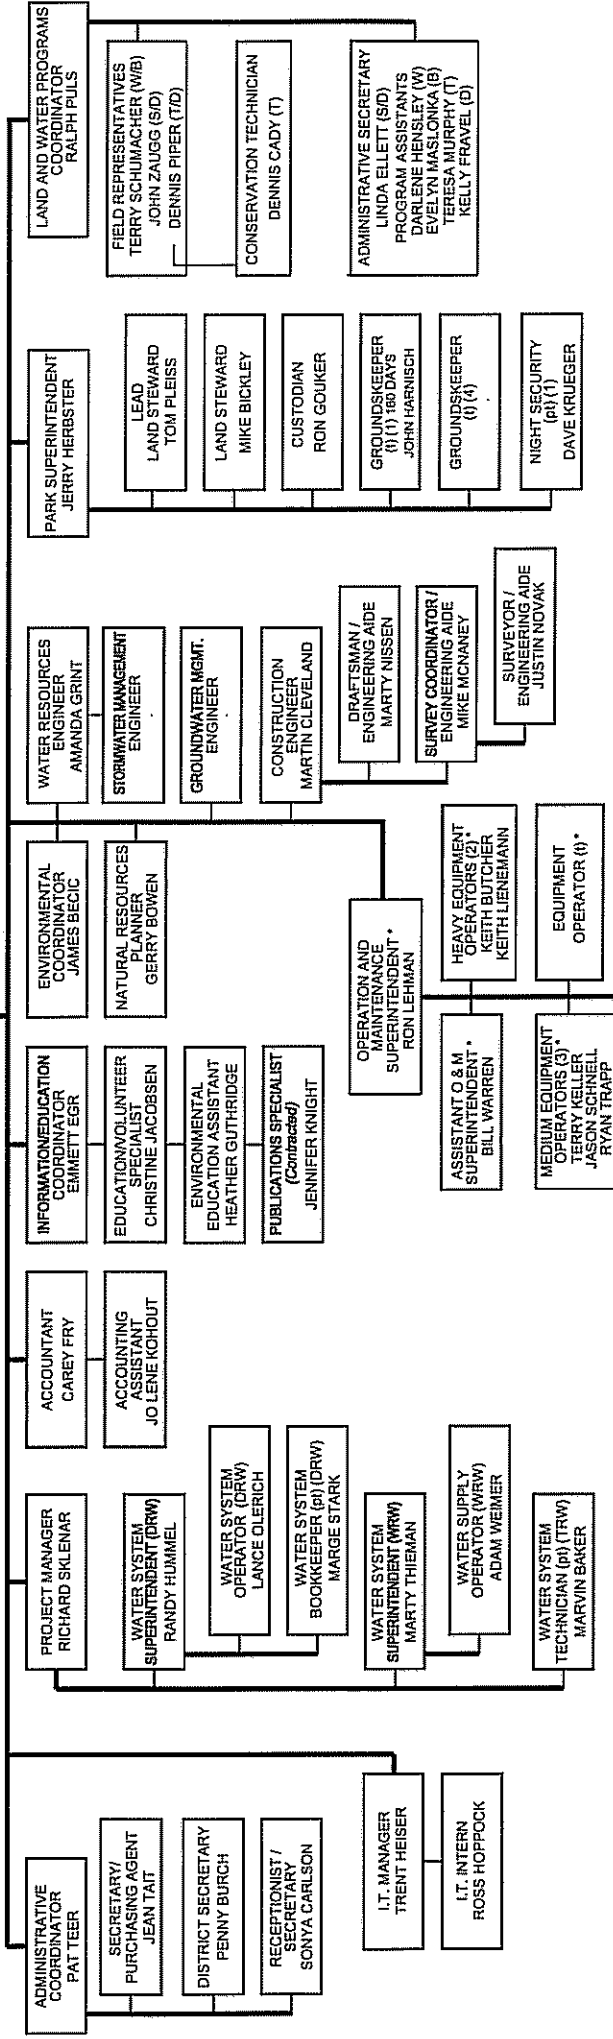 ADMINISTRATIVE
COORDINATOR
PAT TEER
SECRETARY/
PURCHASING AGENT
JEAN TAIT
DISTRICT SECRETARY
PENNY BURCH
RECEPTIONIST /
SECRETARY
SONYA CARLSON
I.T. MANAGER
TRENT HEISER
I.T. INTERN
ROSS HOPPOCK
PROJECT MANAGER
RICHARD SKLENAR
WATER SYSTEM
SUPERINTENDENT (DRW)
RANDY HUMMEL
WATER SYSTEM
OPERATOR (DRW)
LANCE OLERICH
WATER SYSTEM
BOOKKEEPER (pt) (DRW)
MARGE STARK
WATER SYSTEM
SUPERINTENDENT (WRW)
MARTY THIEMAN
WATER SUPPLY
OPERATOR (WRW)
ADAM WEIMER
WATER SYSTEM
TECHNICIAN (pt) (TRW)
MARVIN BAKER
ACCOUNTANT
CAREY FRY
ACCOUNTING
ASSISTANT
JO LENE KOHOUT
INFORMATION/EDUCATION
COORDINATOR
EMMETT EGR
EDUCATION/VOLUNTEER
SPECIALIST
CHRISTINE JACOBSEN
ENVIRONMENTAL
EDUCATION ASSISTANT
HEATHER GUTHRIDGE
PUBLICATIONS SPECIALIST
(Contracted)
JENNIFER KNIGHT
ENVIRONMENTAL
COORDINATOR
JAMES BECIC
NATURAL RESOURCES
PLANNER
GERRY BOWEN
WATER RESOURCES
ENGINEER
AMANDA GRINT
STORMWATER MANAGEMENT
ENGINEER
GROUNDWATER MGMT.
ENGINEER
CONSTRUCTION
ENGINEER
MARTIN CLEVELAND
DRAFTSMAN /
ENGINEERING AIDE
MARTY NISSEN
SURVEY COORDINATOR /
ENGINEERING AIDE
MIKE MCNANEY
SURVEYOR /
ENGINEERING AIDE
JUSTIN NOVAK
OPERATION AND
MAINTENANCE
SUPERINTENDENT *
RON LEHMAN
ASSISTANT O & M
SUPERINTENDENT *
BILL WARREN
HEAVY EQUIPMENT
OPERATORS (2) *
KEITH BUTCHER
KEITH LIENEMANN
MEDIUM EQUIPMENT
OPERATORS (3) *
TERRY KELLER
JASON SCHNELL
RYAN TRAPP
EQUIPMENT
OPERATOR (t) *
PARK SUPERINTENDENT
JERRY HERBSTER
LEAD
LAND STEWARD
TOM PLEISS
LAND STEWARD
MIKE BICKLEY
CUSTODIAN
RON GOUKER
GROUNDSKEEPER
(t) (1) 180 DAYS
JOHN HARNISCH
GROUNDSKEEPER
(t) (4)
NIGHT SECURITY
(pt) (1)
DAVE KRUEGER
LAND AND WATER PROGRAMS
COORDINATOR
RALPH PULS
FIELD REPRESENTATIVES
TERRY SCHUMACHER (W/B)
JOHN ZAUGG (S/D)
DENNIS PIPER (T/D)
CONSERVATION TECHNICIAN
DENNIS CADY (T)
ADMINISTRATIVE SECRETARY
LINDA ELLETT (S/D)
PROGRAM ASSISTANTS
DARLENE HENSLEY (W)
EVELYN MASLONKA (B)
TERESA MURPHY (T)
KELLY FRAVEL (D)